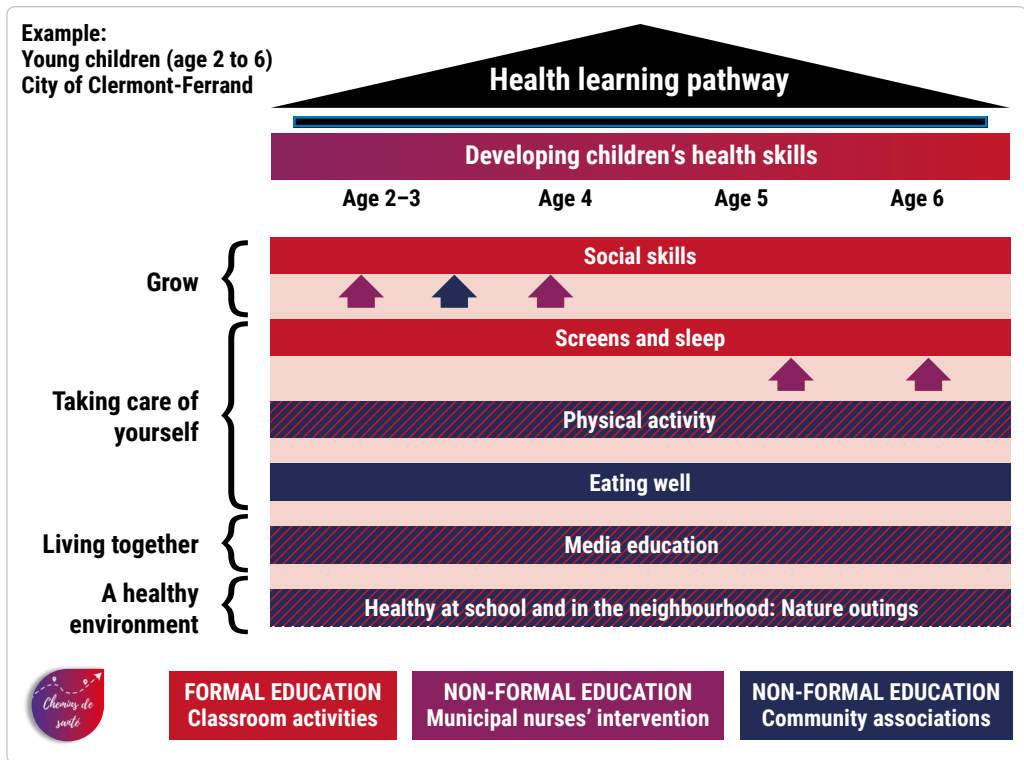 Example:
Young children (age 2 to 6)
City of Clermont-Ferrand
Health learning pathway
Developing children’s health skills
Age 2–3
Age 4
Age 5
Age 6
Grow
Social skills
Screens and sleep
Taking care of
yourself
Physical activity
Eating well
Living together
Media education
A healthy
environment
Healthy at school and in the neighbourhood: Nature outings
Chemins de
santé
FORMAL EDUCATION
Classroom activities
NON-FORMAL EDUCATION
Municipal nurses’ intervention
NON-FORMAL EDUCATION
Community associations